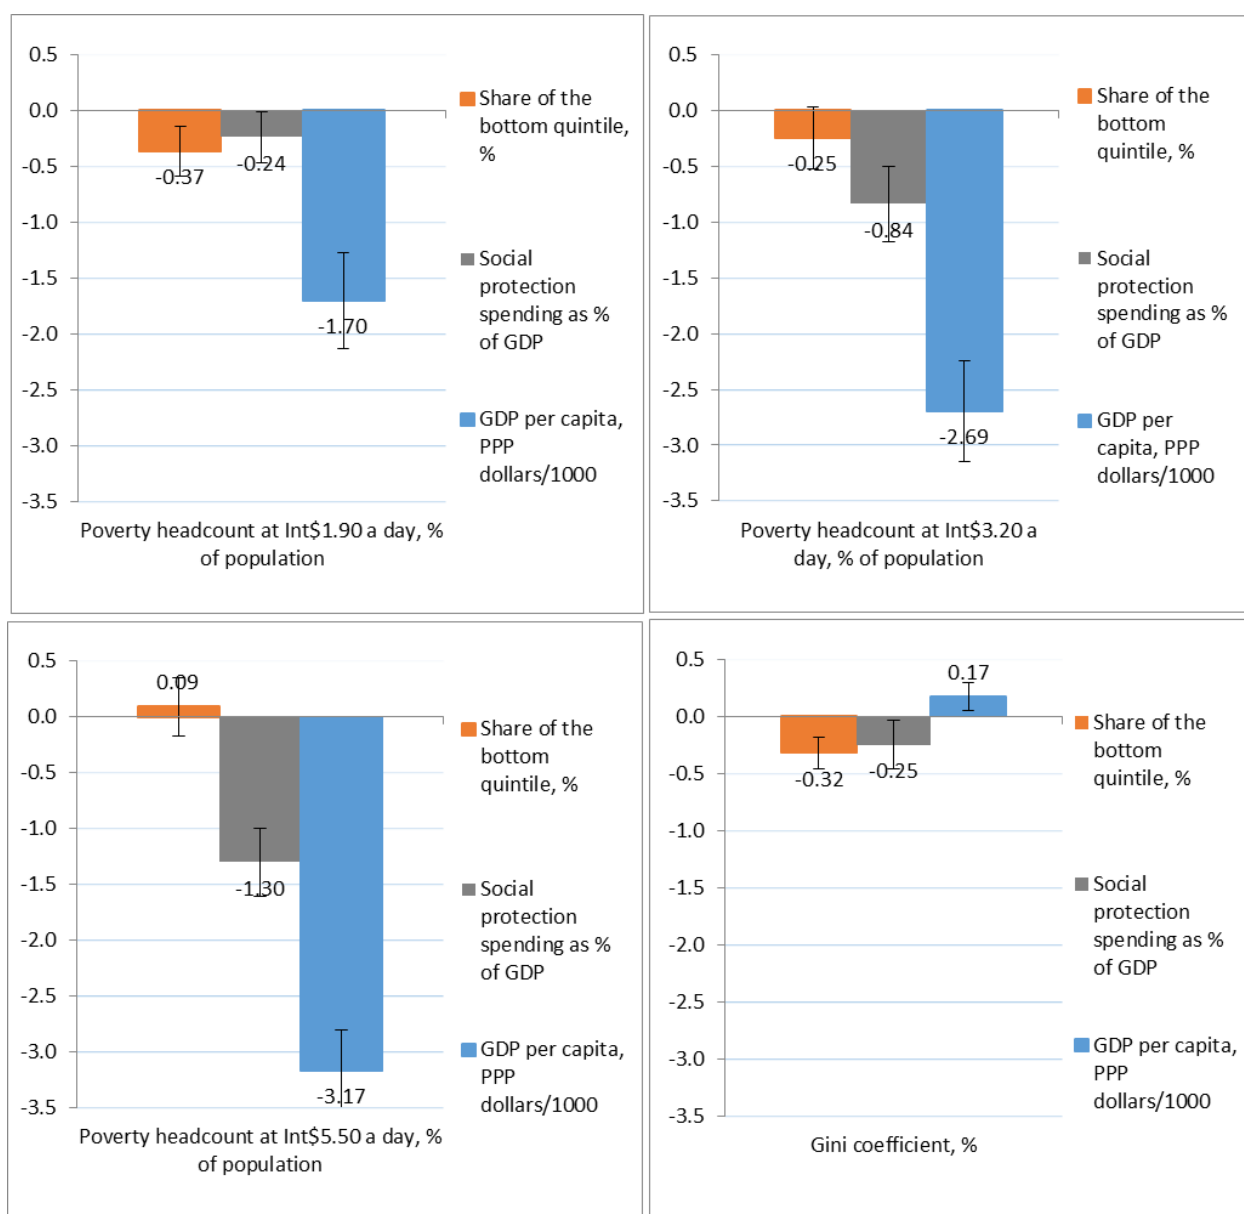 0.5
0.0
-0.5
-1.0
-1.5
-2.0
-2.5
-3.0
-3.5
-0.37
-0.24
-1.70
Share of the
bottom quintile,
%
Social
protection
spending as %
of GDP
GDP per capita,
PPP
dollars/1000
Poverty headcount at Int$1.90 a day, %
of population
0.5
0.0
-0.5
-1.0
-1.5
-2.0
-2.5
-3.0
-3.5
-0.25
-0.84
-2.69
Share of the
bottom
quintile, %
Social
protection
spending as %
of GDP
GDP per
capita, PPP
dollars/1000
Poverty headcount at Int$3.20 a
day, % of population
0.5
0.0
-0.5
-1.0
-1.5
-2.0
-2.5
-3.0
-3.5
0.09
-1.30
-3.17
Share of the
bottom
quintile, %
Social
protection
spending as %
of GDP
GDP per capita,
PPP
dollars/1000
Poverty headcount at Int$5.50 a day, %
of population
0.5
0.0
-0.5
-1.0
-1.5
-2.0
-2.5
-3.0
-3.5
-0.32
-0.25
0.17
Share of the
bottom
quintile, %
Social
protection
spending as %
of GDP
GDP per capita,
PPP
dollars/1000
Gini coefficient, %